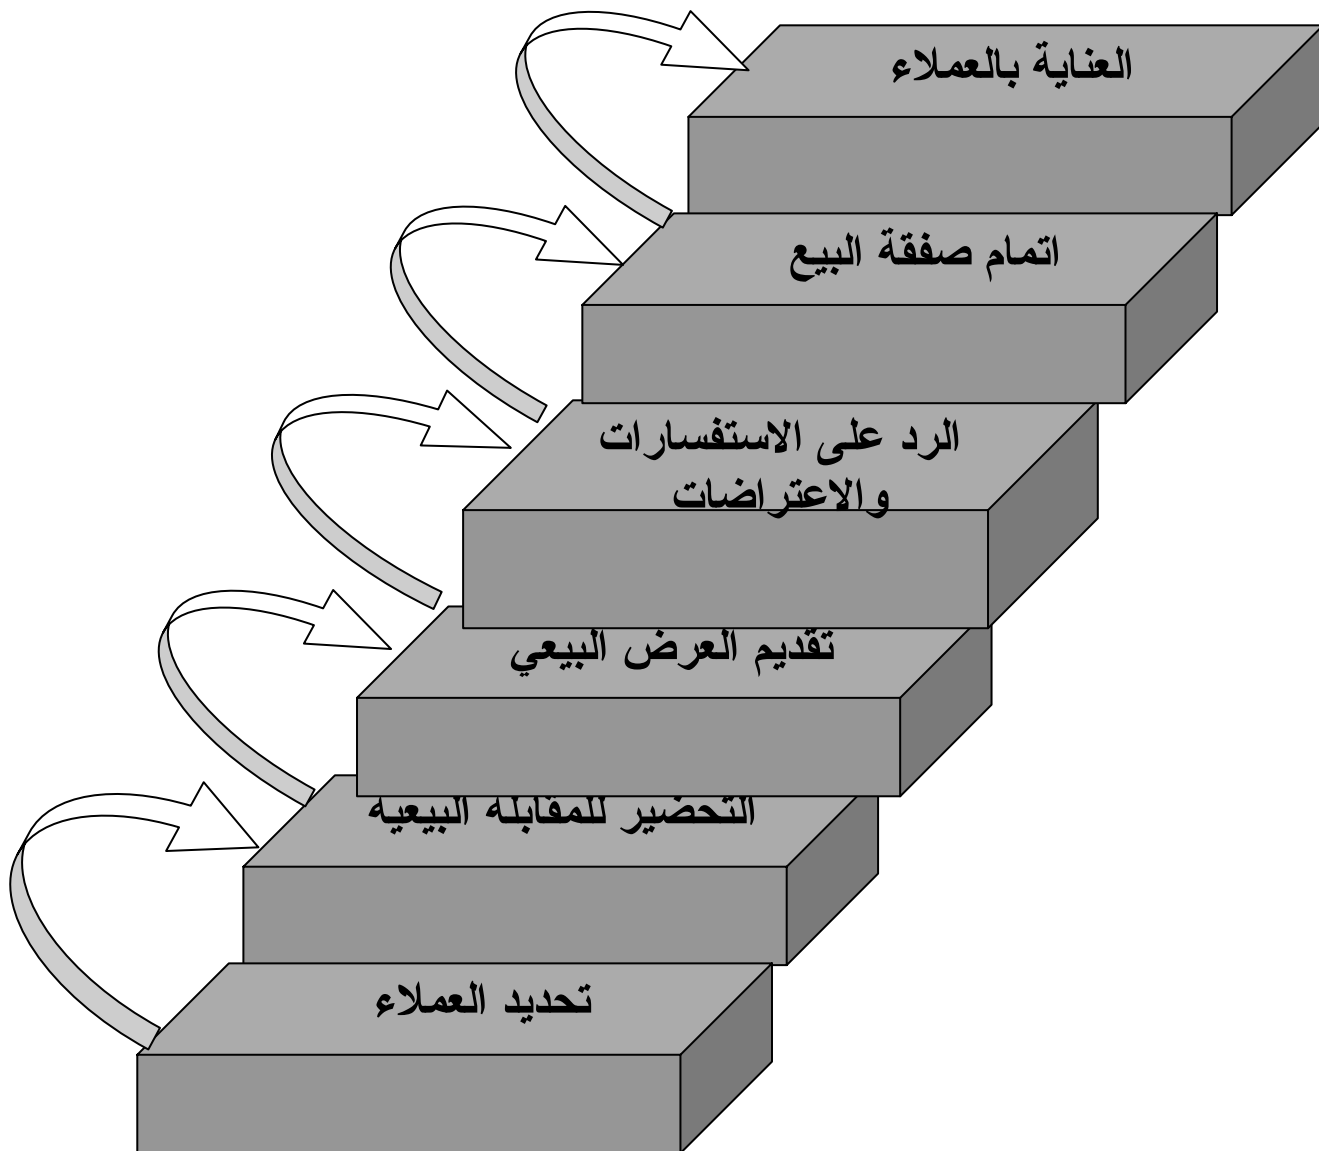 العناية بالعملاء
اتمام صفقة البيع
الرد على الاستفسارات
والاعتراضات
تقديم العرض البيعي
التحضير للمقابلة البيعية
تحديد العملاء